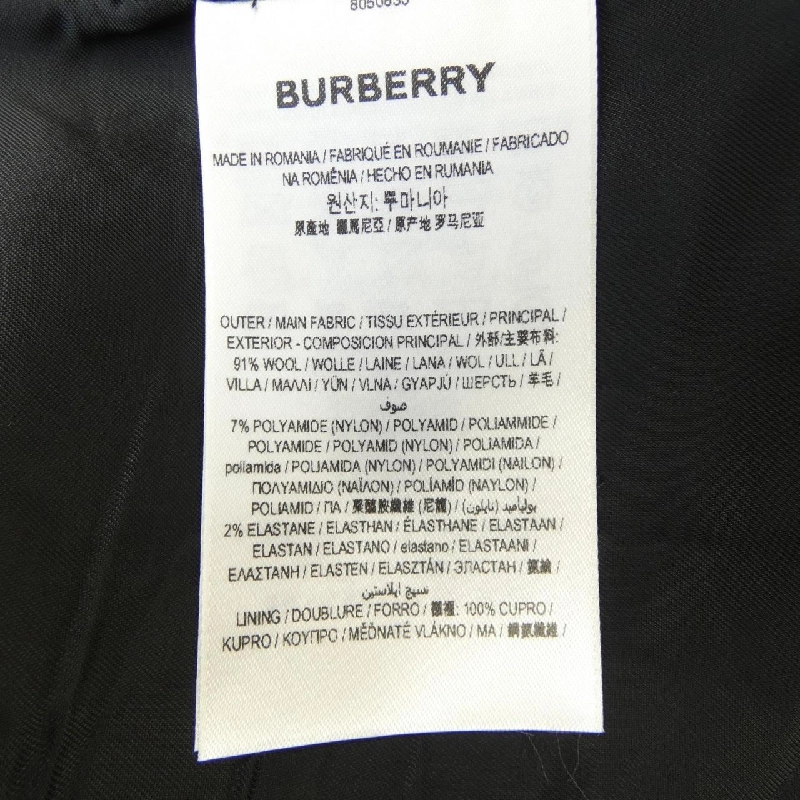 BURBERRY
MADE IN ROMANIA / FABRIQUÉ EN ROUMANIE / FABRICADO
NA ROMÊNIA / HECHO EN RUMANIA
원산지: 루마니아
原產地 羅馬尼亞 / 原产地 罗马尼亚
OUTER / MAIN FABRIC / TISSU EXTÉRIEUR / PRINCIPAL /
EXTERIOR - COMPOSICION PRINCIPAL / 外部/主要布料:
91% WOOL / WOLLE / LAINE / LANA / WOL / ULL / LÃ /
VILLA / ΜΑΛΛΙ / YÜN / VLNA / GYAPJÚ / ШЕРСТЬ / 羊毛 /
صوف
7% POLYAMIDE (NYLON) / POLYAMID / POLIAMMIDE /
POLYAMIDE / POLYAMID (NYLON) / POLIAMIDA /
poliamida / POLIAMIDA (NYLON) / POLYAMIDI (NAILON) /
ΠΟΛΥΑΜΙΔΙΟ (ΝΑΪΛΟΝ) / POLÍAMÍD (NAYLON) /
POLIAMID / ПА / 聚醯胺纖維 (尼龍) / بولياميد (نايلون) /
2% ELASTANE / ELASTHAN / ÉLASTHANE / ELASTAAN /
ELASTAN / ELASTANO / elastano / ELASTAANI /
ΕΛΑΣΤΑΝΗ / ELASTEN / ELASZTÁN / ЭЛАСТАН / 氨綸 /
نسيج ايلاستين
LINING / DOUBLURE / FORRO / 襯裡: 100% CUPRO /
KUPRO / ΚΟΥΠΡΟ / MĚĎNATÉ VLÁKNO / МА / 銅氨纖維 /